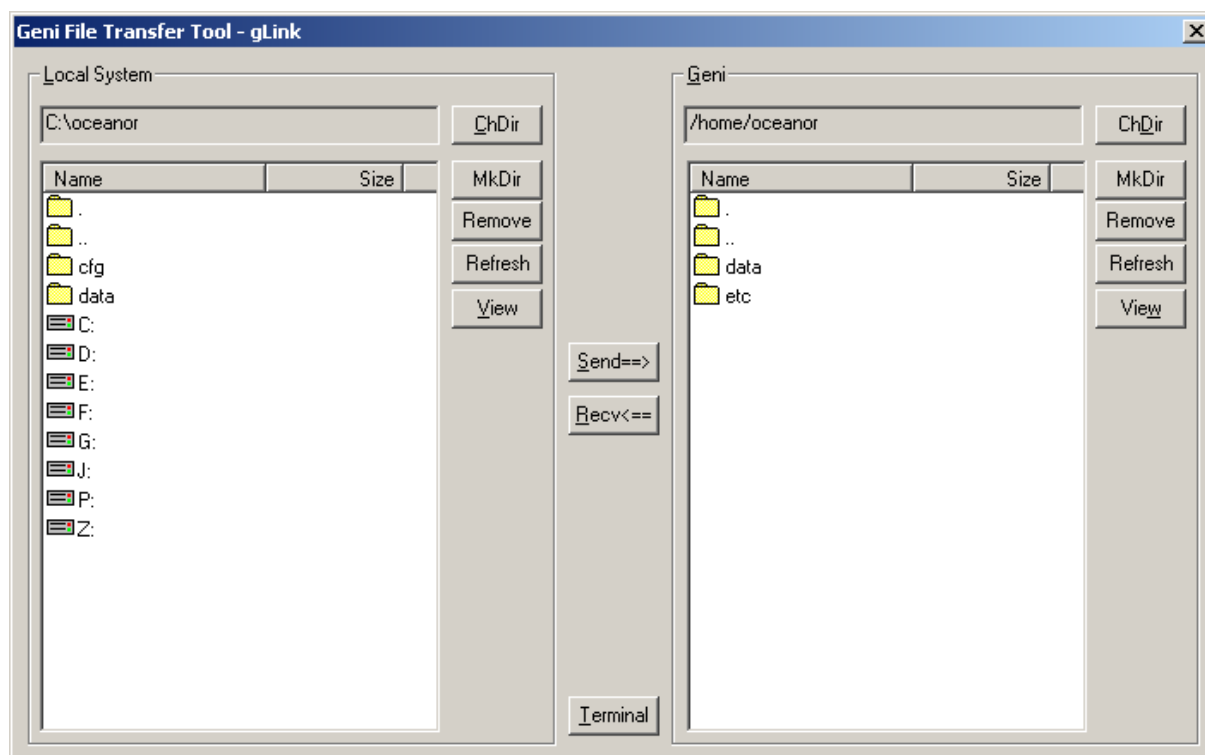 Geni File Transfer Tool - gLink
Local System
C:\oceanor
ChDir
Name Size
MkDir
.
Remove
..
cfg
Refresh
data
View
C:
D:
E:
F:
G:
J:
P:
Z:
Send==>
Recv<==
Terminal
Geni
/home/oceanor
ChDir
Name Size
MkDir
.
Remove
..
data
Refresh
etc
View